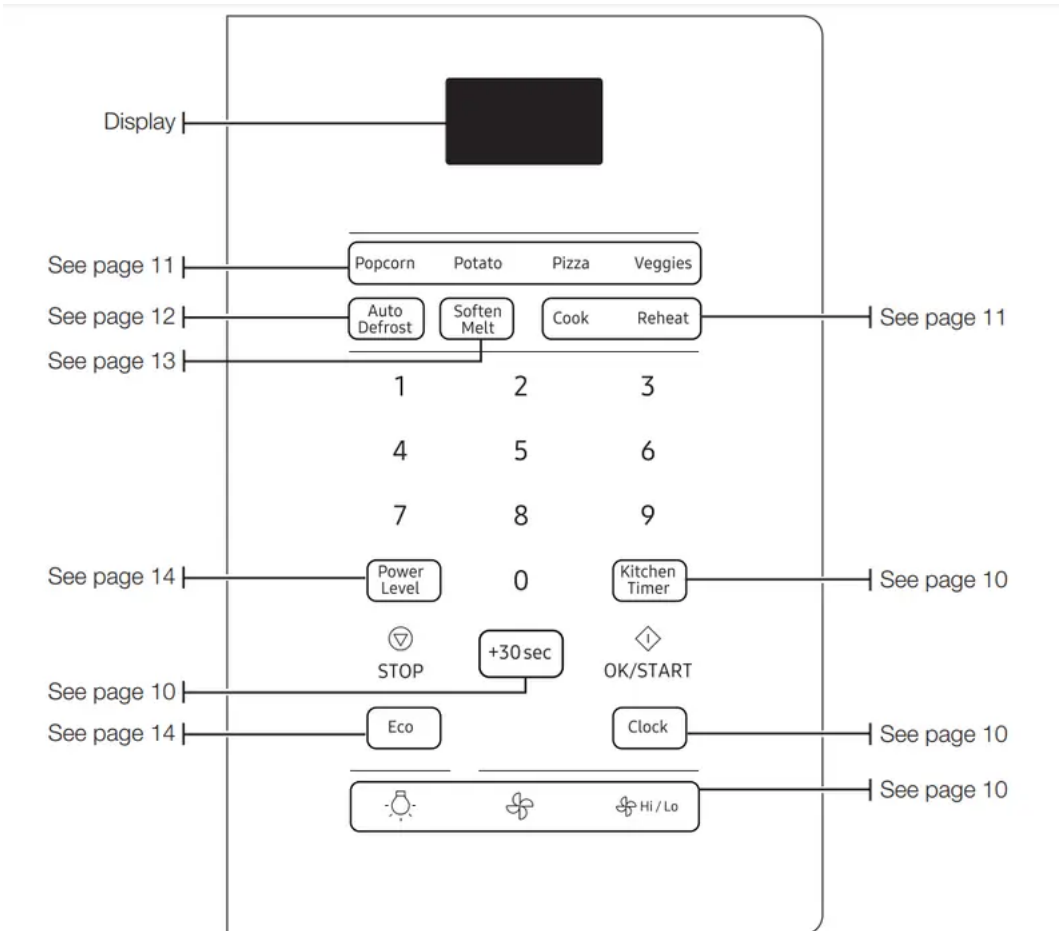 Display
See page 11
Popcorn Potato Pizza Veggies
See page 12
Auto
Defrost
Soften
Melt
Cook Reheat
See page 11
See page 13
1 2 3
4 5 6
7 8 9
See page 14
Power
Level
0
Kitchen
Timer
See page 10
STOP
+30 sec
OK/START
See page 10
See page 14
Eco
Clock
See page 10
See page 10
Hi / Lo